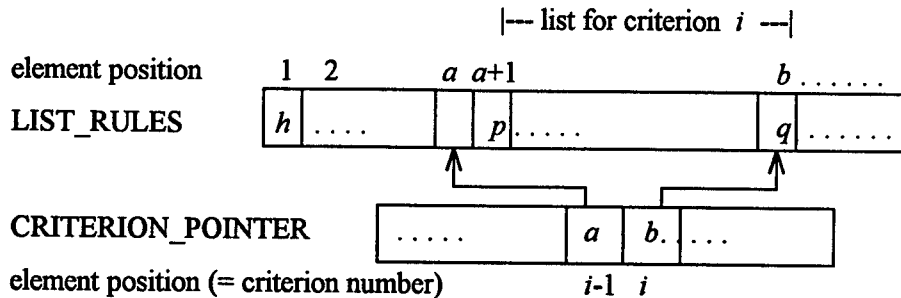 |--- list for criterion i ---|
element position 1 2 a a+1 b . . . . . .
LIST_RULES h . . . . p . . . . . q . . . . . .
CRITERION_POINTER . . . . . a b . . . . .
element position (= criterion number) i-1 i